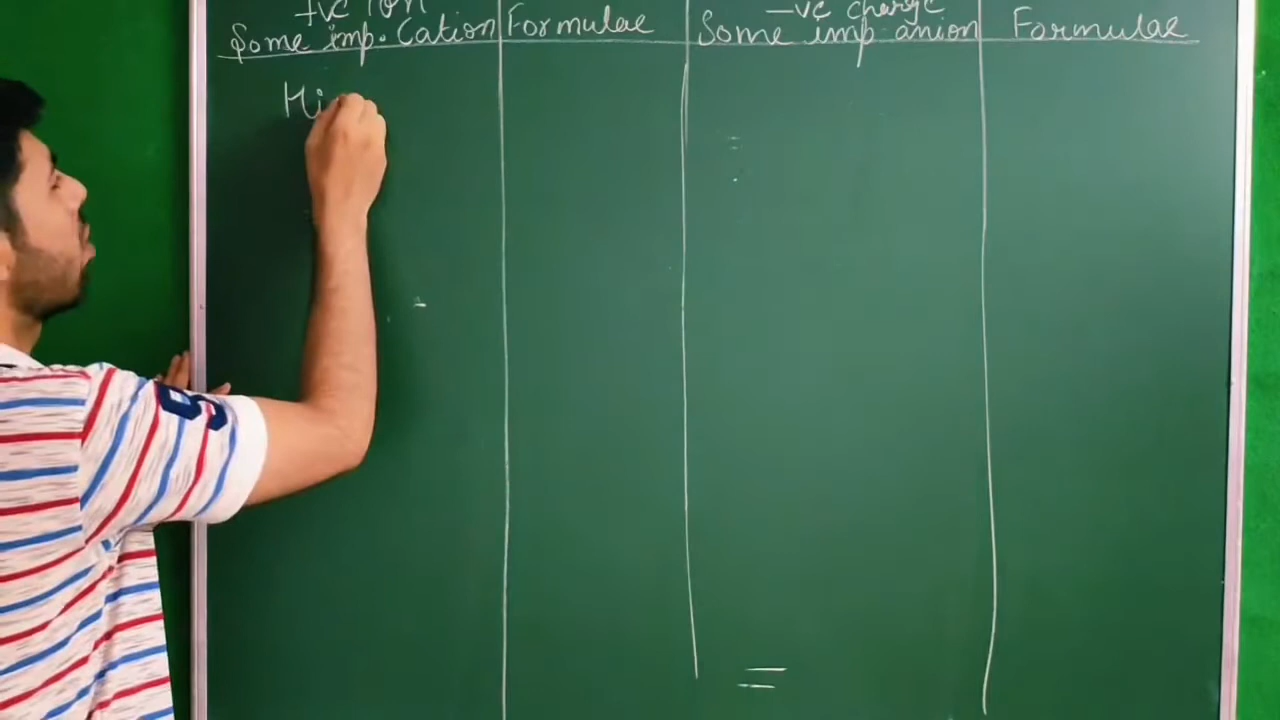 +ve ion
Some imp. Cation Formulae
-ve charge
Some imp anion Formulae
Hi